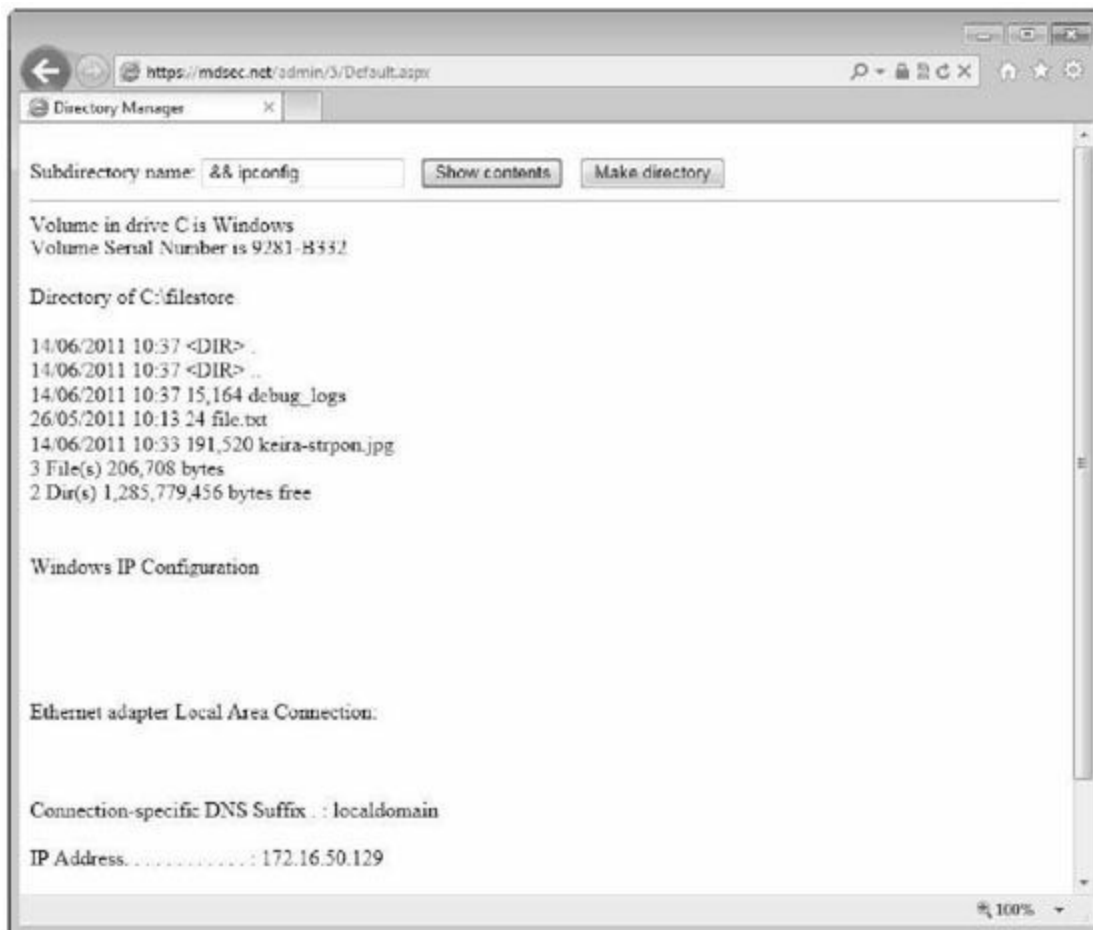 https://mdsec.net/admin/3/Default.aspx
Directory Manager
Subdirectory name: && ipconfig Show contents Make directory
Volume in drive C is Windows
Volume Serial Number is 9281-B332
Directory of C:\filestore
14/06/2011 10:37 <DIR> .
14/06/2011 10:37 <DIR> ..
14/06/2011 10:37 15,164 debug_logs
26/05/2011 10:13 24 file.txt
14/06/2011 10:33 191,520 keira-strpon.jpg
3 File(s) 206,708 bytes
2 Dir(s) 1,285,779,456 bytes free
Windows IP Configuration
Ethernet adapter Local Area Connection:
Connection-specific DNS Suffix . : localdomain
IP Address. . . . . . . . . . . . : 172.16.50.129
100%